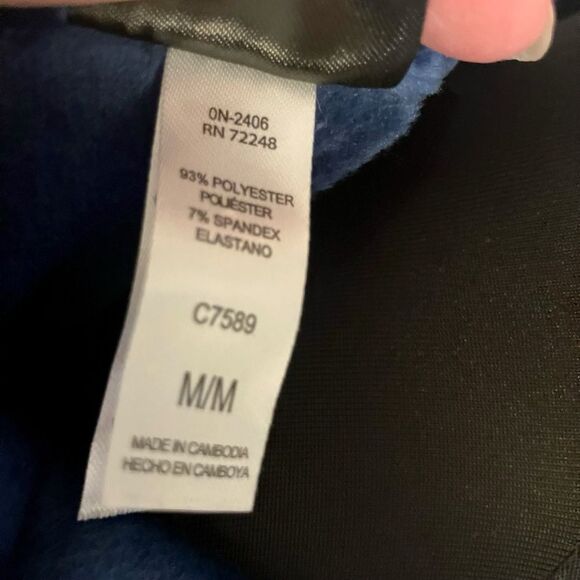 0N-2406
RN 72248
93% POLYESTER
POLIÉSTER
7% SPANDEX
ELASTANO
C7589
M/M
MADE IN CAMBODIA
HECHO EN CAMBOYA